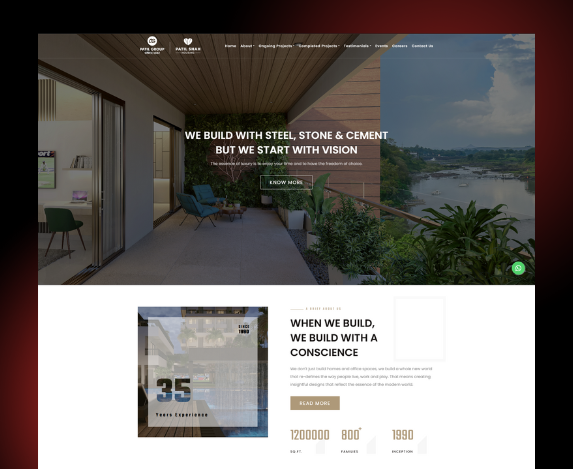 PATIL SHAH
Home About Ongoing Projects Completed Projects Testimonials Events Careers Contact Us
WE BUILD WITH STEEL, STONE & CEMENT
BUT WE START WITH VISION
The essence of luxury is to enjoy your time and to have the freedom of choice.
KNOW MORE
SINCE
1990
35
Years Experience
A BRIEF ABOUT US
WHEN WE BUILD,
WE BUILD WITH A
CONSCIENCE
We don't just build homes and office spaces, we build a whole new world
that re-defines the way people live, work and play. That means creating
insightful designs that reflect the essence of the modern world.
READ MORE
1200000 800+ 1990
SQ.FT. FAMILIES INCEPTION